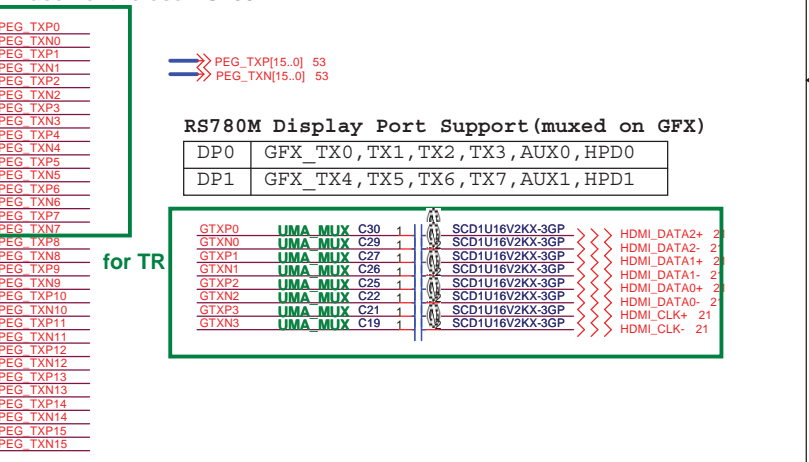 PEG_TXP0
PEG_TXN0
PEG_TXP1
PEG_TXN1
PEG_TXP2
PEG_TXN2
PEG_TXP3
PEG_TXN3
PEG_TXP4
PEG_TXN4
PEG_TXP5
PEG_TXN5
PEG_TXP6
PEG_TXN6
PEG_TXP7
PEG_TXN7
PEG_TXP8
PEG_TXN8
PEG_TXP9
PEG_TXN9
PEG_TXP10
PEG_TXN10
PEG_TXP11
PEG_TXN11
PEG_TXP12
PEG_TXN12
PEG_TXP13
PEG_TXN13
PEG_TXP14
PEG_TXN14
PEG_TXP15
PEG_TXN15
for TR
PEG_TXP[15..0] 53
PEG_TXN[15..0] 53
RS780M Display Port Support(muxed on GFX)
DP0 GFX_TX0,TX1,TX2,TX3,AUX0,HPD0
DP1 GFX_TX4,TX5,TX6,TX7,AUX1,HPD1
GTXP0 UMA_MUX C30 1 SCD1U16V2KX-3GP HDMI_DATA2+ 21
GTXN0 UMA_MUX C29 1 2 SCD1U16V2KX-3GP HDMI_DATA2- 21
GTXP1 UMA_MUX C27 1 SCD1U16V2KX-3GP HDMI_DATA1+ 21
GTXN1 UMA_MUX C26 1 2 SCD1U16V2KX-3GP HDMI_DATA1- 21
GTXP2 UMA_MUX C25 1 SCD1U16V2KX-3GP HDMI_DATA0+ 21
GTXN2 UMA_MUX C22 1 2 SCD1U16V2KX-3GP HDMI_DATA0- 21
GTXP3 UMA_MUX C21 1 SCD1U16V2KX-3GP HDMI_CLK+ 21
GTXN3 UMA_MUX C19 1 2 SCD1U16V2KX-3GP HDMI_CLK- 21